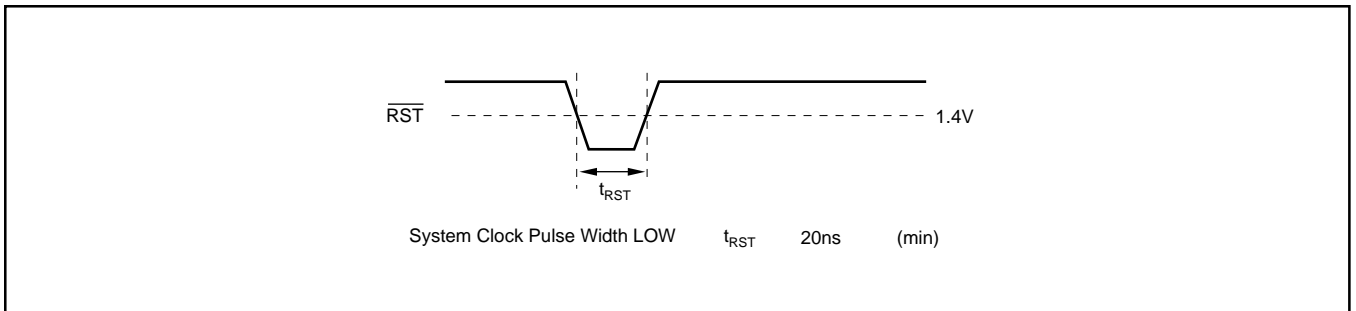 RST 1.4V
tRST
System Clock Pulse Width LOW tRST 20ns (min)